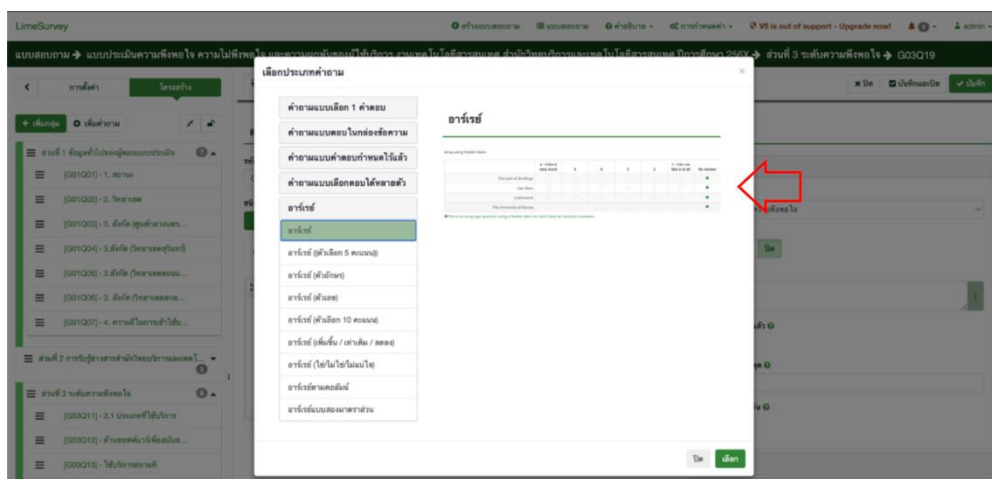 LimeSurvey
สร้างแบบสอบถาม
แบบสอบถาม
คำอธิบาย
การกำหนดค่า
V5 is out of support - Upgrade now!
admin
แบบสอบถาม → แบบประเมินความพึงพอใจ ความไม่พึงพอใจ และความผูกพันของผู้ใช้บริการ งานเทคโนโลยีสารสนเทศ สำนักวิทยบริการและเทคโนโลยีสารสนเทศ ปีการศึกษา 256X → ส่วนที่ 3 ระดับความพึงพอใจ → G03Q19
การตั้งค่า
โครงสร้าง
+ เพิ่มกลุ่ม
เพิ่มคำถาม
ส่วนที่ 1 ข้อมูลทั่วไปของผู้ตอบแบบประเมิน
[G01Q01] - 1. สถานะ
[G01Q02] - 2. วิทยาเขต
[G01Q03] - 3. สังกัด (ศูนย์กลางนคร...
[G01Q04] - 3.สังกัด (วิทยาเขตสุรินทร์)
[G01Q05] - 3.สังกัด (วิทยาเขตขอนแ...
[G01Q06] - 3. สังกัด (วิทยาเขตสกล...
[G01Q07] - 4. ความถี่ในการเข้าใช้บ...
ส่วนที่ 2 การรับรู้ข่าวสารสำนักวิทยบริการและเทคโ...
ส่วนที่ 3 ระดับความพึงพอใจ
[G03Q11] - 3.1 ประเภทที่ใช้บริการ
[G03Q12] - ด้านซอฟต์แวร์เพื่อสนับส...
[G03Q13] - ใช้บริการสถานที่
เลือกประเภทคำถาม
×
คำถามแบบเลือก 1 คำตอบ
คำถามแบบตอบในกล่องข้อความ
คำถามแบบคำตอบกำหนดไว้แล้ว
คำถามแบบเลือกตอบได้หลายตัว
อาร์เรย์
อาร์เรย์
อาร์เรย์ ((ตัวเลือก 5 คะแนน))
อาร์เรย์ (ตัวอักษร)
อาร์เรย์ (ตัวเลข)
อาร์เรย์ (ตัวเลือก 10 คะแนน)
อาร์เรย์ (เพิ่มขึ้น / เท่าเดิม / ลดลง)
อาร์เรย์ (ใช่/ไม่ใช่/ไม่แน่ใจ)
อาร์เรย์ตามคอลัมน์
อาร์เรย์แบบสองมาตราส่วน
อาร์เรย์
The Lord of the Rings
Star Wars
ปิด
เลือก
ปิด
บันทึกและปิด
บันทึก
ปิด